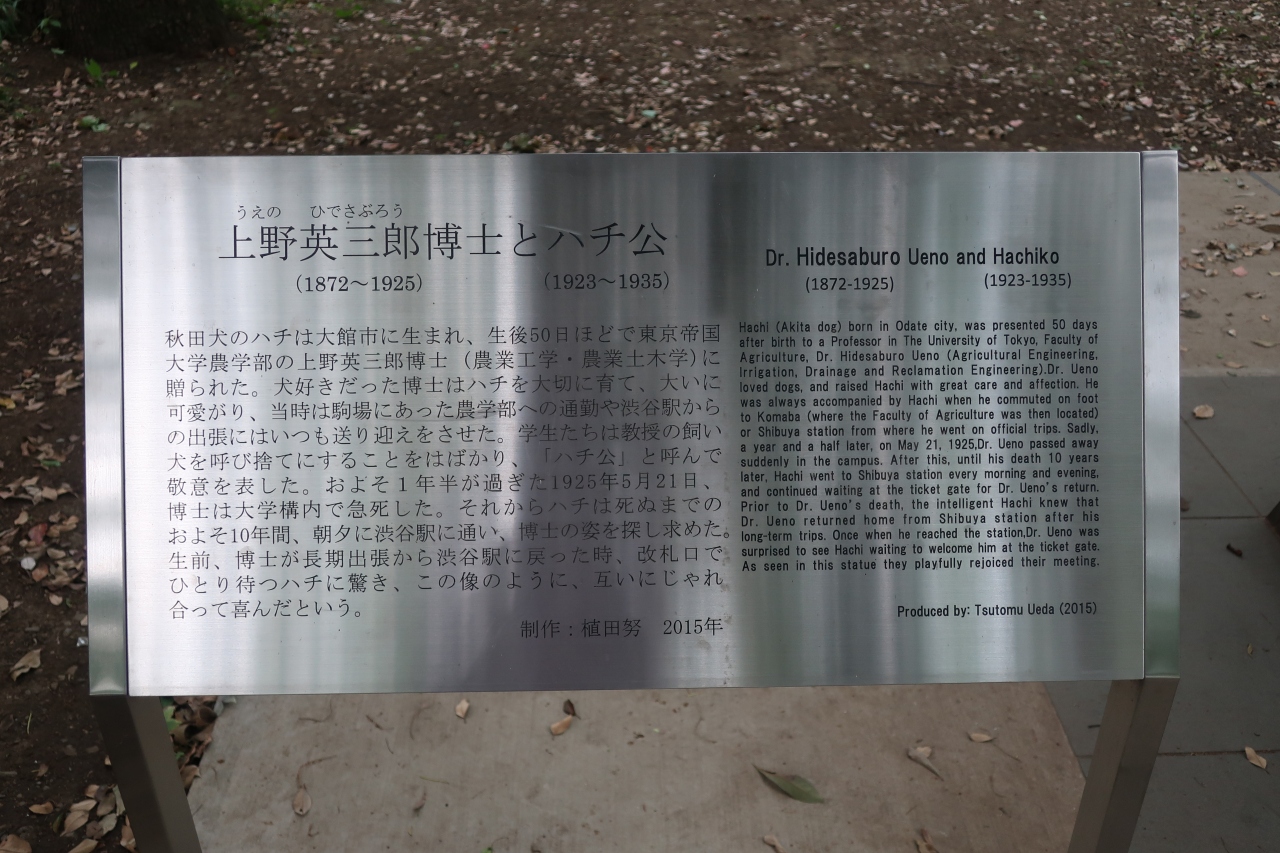 うえの ひでさぶろう
上野英三郎博士とハチ公
(1872～1925) (1923～1935)
秋田犬のハチは大館市に生まれ、生後50日ほどで東京帝国
大学農学部の上野英三郎博士（農業工学・農業土木学)に
贈られた。犬好きだった博士はハチを大切に育て、大いに
可愛がり、当時は駒場にあった農学部への通勤や渋谷駅から
の出張にはいつも送り迎えをさせた。学生たちは教授の飼い
犬を呼び捨てにすることをはばかり、「ハチ公」と呼んで
敬意を表した。およそ１年半が過ぎた1925年5月21日、
博士は大学構内で急死した。それからハチは死ぬまでの
およそ10年間、朝夕に渋谷駅に通い、博士の姿を探し求めた。
生前、博士が長期出張から渋谷駅に戻った時、改札口で
ひとり待つハチに驚き、この像のように、互いにじゃれ
合って喜んだという。
制作：植田努　2015年
Dr. Hidesaburo Ueno and Hachiko
(1872-1925) (1923-1935)
Hachi (Akita dog) born in Odate city, was presented 50 days
after birth to a Professor in The University of Tokyo, Faculty of
Agriculture, Dr. Hidesaburo Ueno (Agricultural Engineering,
Irrigation, Drainage and Reclamation Engineering).Dr. Ueno
loved dogs, and raised Hachi with great care and affection. He
was always accompanied by Hachi when he commuted on foot
to Komaba (where the Faculty of Agriculture was then located)
or Shibuya station from where he went on official trips. Sadly,
a year and a half later, on May 21, 1925,Dr. Ueno passed away
suddenly in the campus. After this, until his death 10 years
later, Hachi went to Shibuya station every morning and evening,
and continued waiting at the ticket gate for Dr. Ueno's return.
Prior to Dr. Ueno's death, the intelligent Hachi knew that
Dr. Ueno returned home from Shibuya station after his
long-term trips. Once when he reached the station,Dr. Ueno was
surprised to see Hachi waiting to welcome him at the ticket gate.
As seen in this statue they playfully rejoiced their meeting.
Produced by: Tsutomu Ueda (2015)